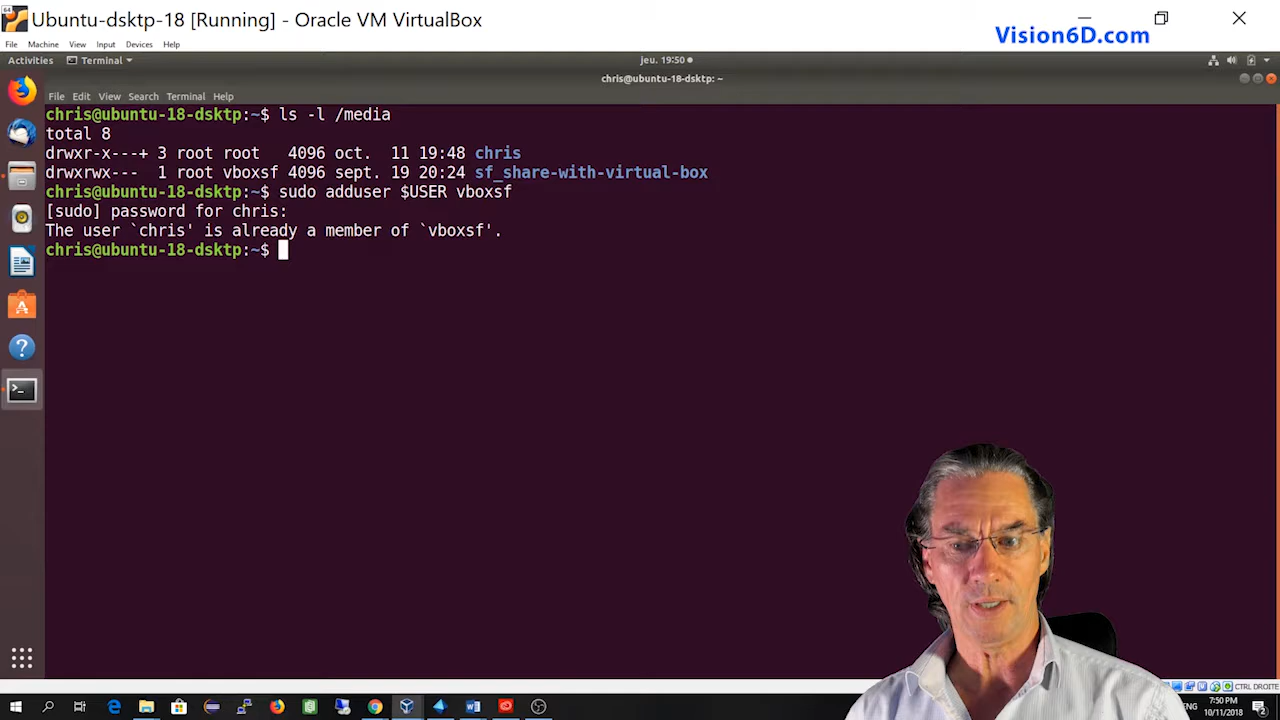 Ubuntu-dsktp-18 [Running] - Oracle VM VirtualBox
Vision6D.com
File Machine View Input Devices Help
Activities Terminal jeu. 19:50
chris@ubuntu-18-dsktp: ~
File Edit View Search Terminal Help
chris@ubuntu-18-dsktp:~$ ls -l /media
total 8
drwxr-x---+ 3 root root   4096 oct.  11 19:48 chris
drwxrwx---  1 root vboxsf 4096 sept. 19 20:24 sf_share-with-virtual-box
chris@ubuntu-18-dsktp:~$ sudo adduser $USER vboxsf
[sudo] password for chris:
The user `chris' is already a member of `vboxsf'.
chris@ubuntu-18-dsktp:~$
CTRL DROITE
ENG 7:50 PM
10/11/2018